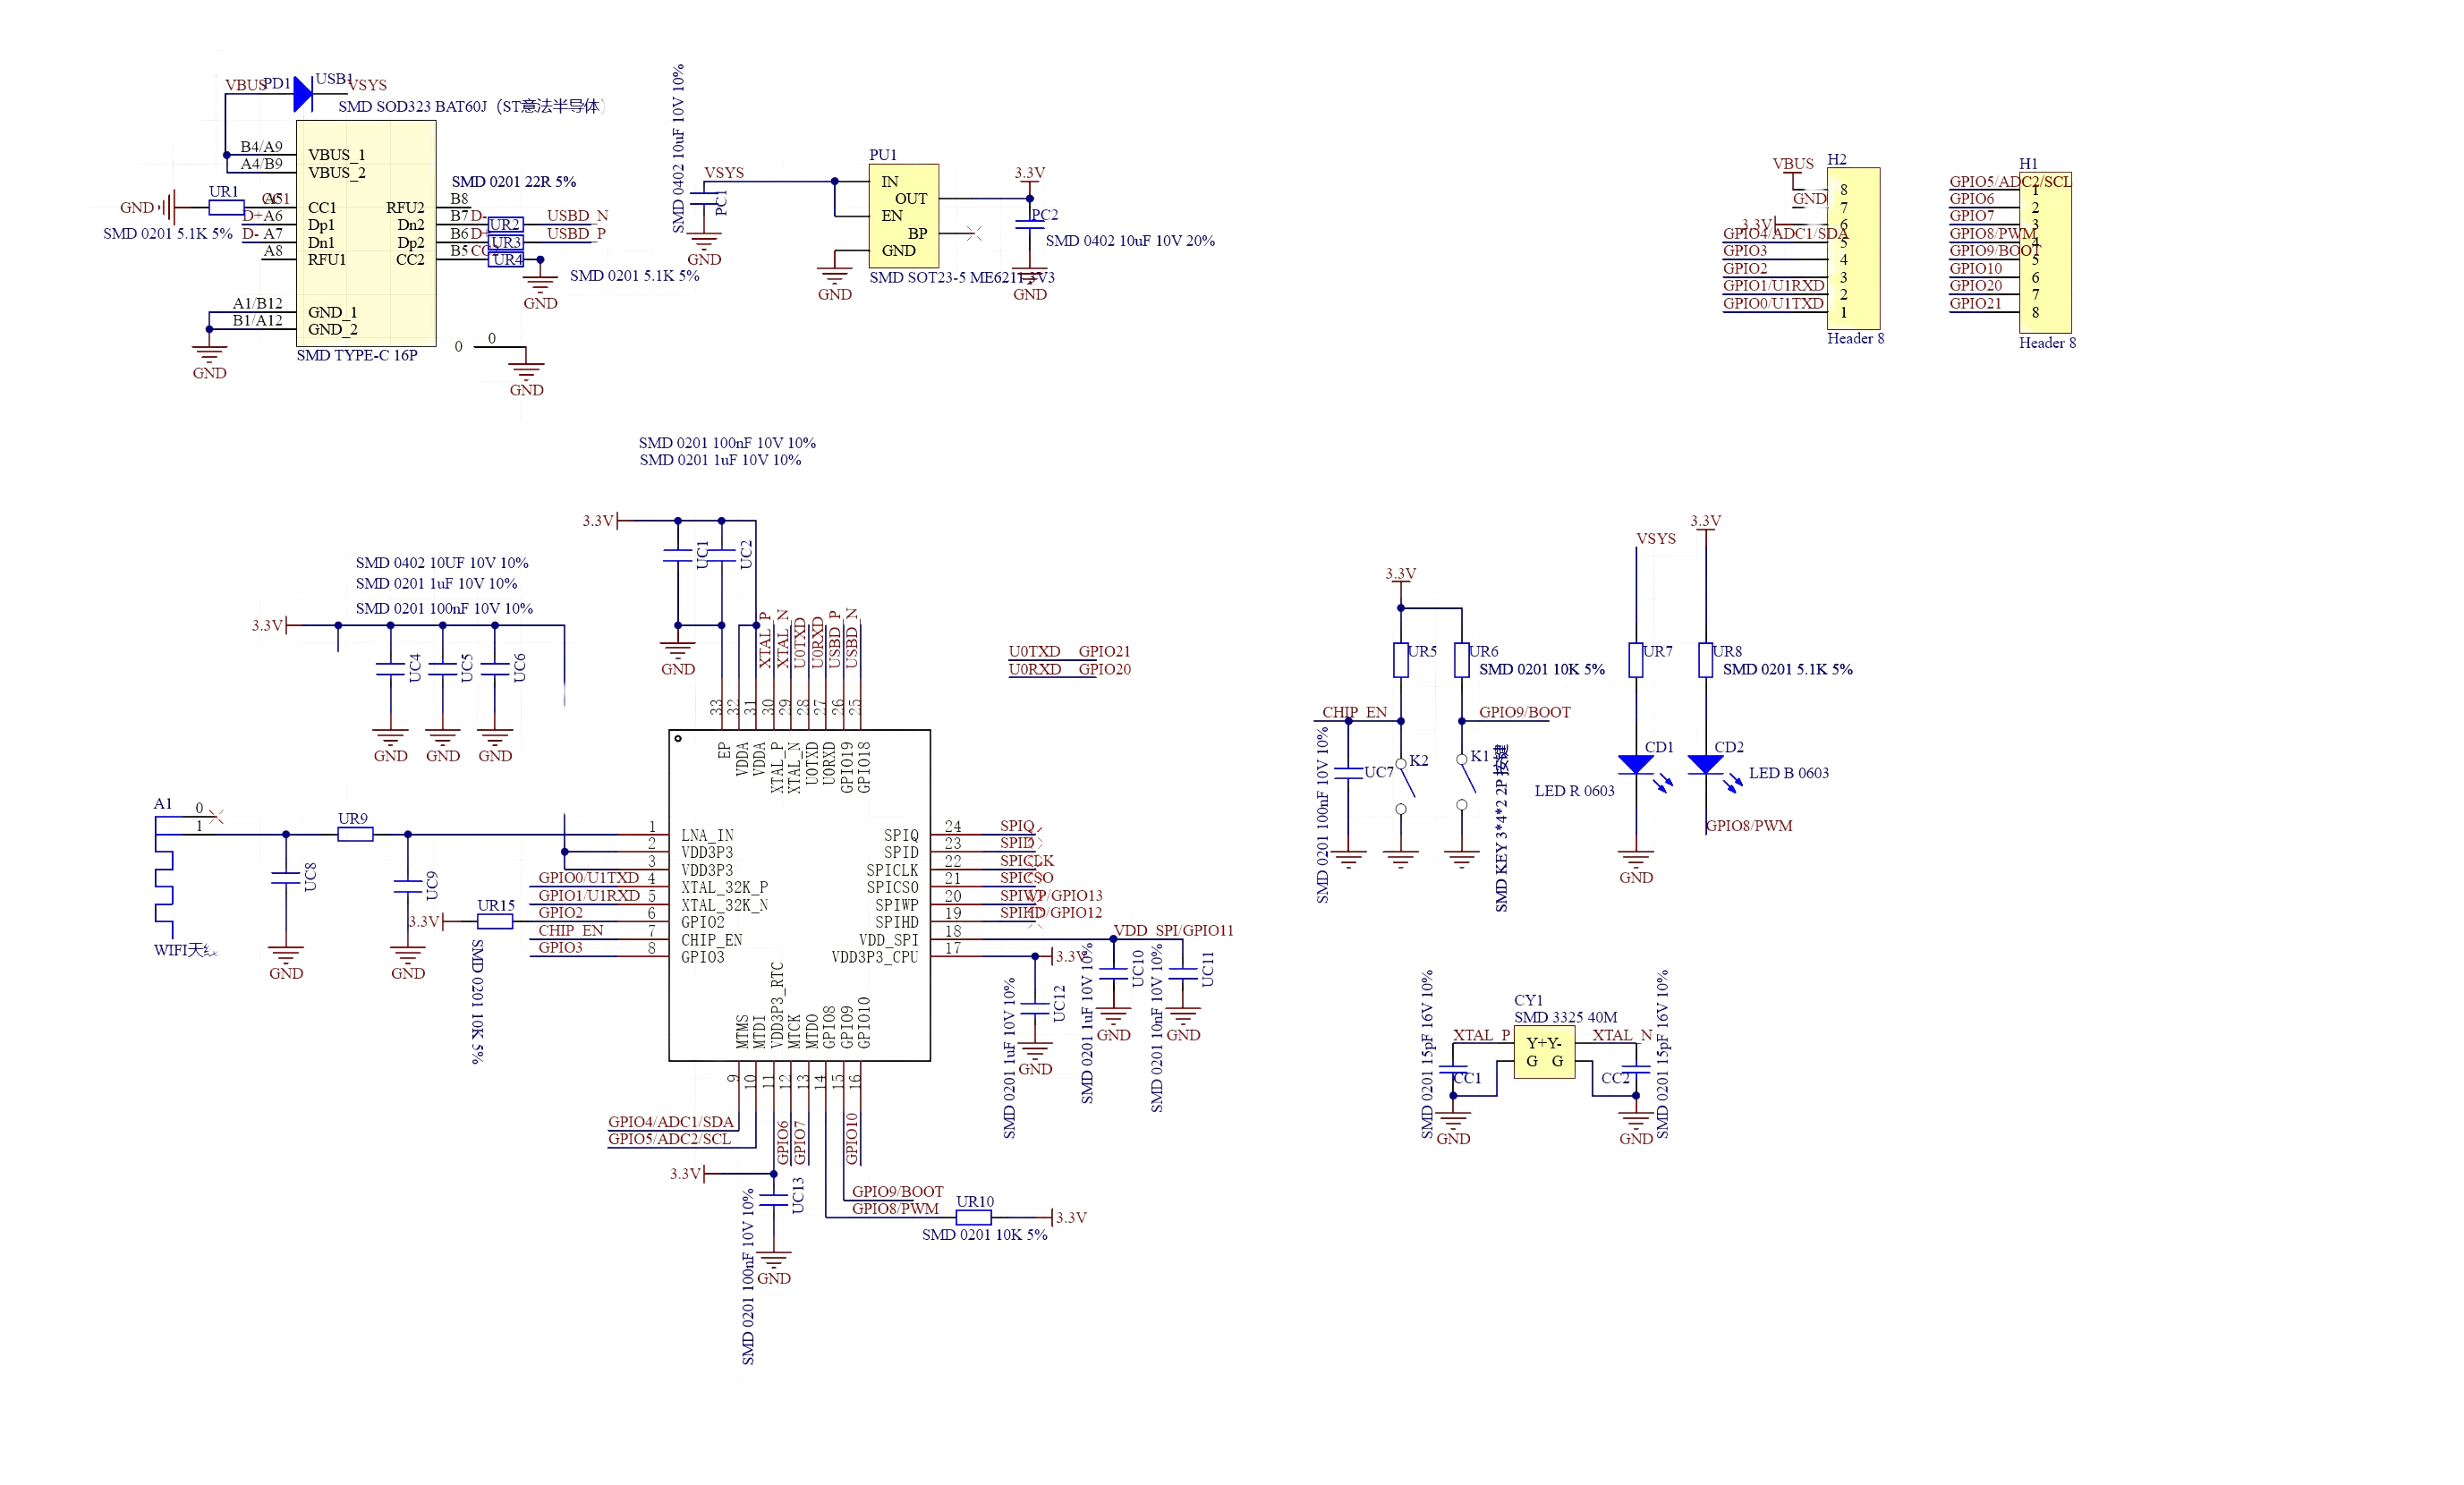 VBUS
PD1
USB1
VSYS
SMD SOD323 BAT60J（ST意法半导体）
B4/A9
A4/B9
VBUS_1
VBUS_2
UR1
GND
A5
D+ A6
D- A7
A8
SMD 0201 5.1K 5%
CC1
Dp1
Dn1
RFU1
RFU2
Dn2
Dp2
CC2
SMD 0201 22R 5%
B8
B7 D-
B6 D+
B5
UR2
UR3
UR4
USBD_N
USBD_P
SMD 0201 5.1K 5%
GND
A1/B12
B1/A12
GND_1
GND_2
GND
SMD TYPE-C 16P
0
0
GND
SMD 0402 10uF 10V 10%
VSYS
PC1
GND
PU1
IN
OUT
EN
BP
GND
GND
3.3V
PC2
SMD 0402 10uF 10V 20%
SMD SOT23-5 ME6211 3V3
GND
VBUS
H2
GND
3.3V
GPIO4/ADC1/SDA
GPIO3
GPIO2
GPIO1/U1RXD
GPIO0/U1TXD
8
7
6
5
4
3
2
1
Header 8
H1
GPIO5/ADC2/SCL
GPIO6
GPIO7
GPIO8/PWM
GPIO9/BOOT
GPIO10
GPIO20
GPIO21
1
2
3
4
5
6
7
8
Header 8
SMD 0201 100nF 10V 10%
SMD 0201 1uF 10V 10%
3.3V
UC1
UC2
GND
SMD 0402 10UF 10V 10%
SMD 0201 1uF 10V 10%
SMD 0201 100nF 10V 10%
3.3V
UC4
UC5
UC6
GND
GND
GND
XTAL_P
XTAL_N
U0TXD
U0RXD
USBD_P
USBD_N
33
32
31
30
29
28
27
26
25
EP
VDDA
VDDA
XTAL_P
XTAL_N
U0TXD
U0RXD
GPIO19
GPIO18
U0TXD GPIO21
U0RXD GPIO20
A1
0
1
WIFI天线
UC8
GND
UR9
UC9
GND
3.3V
UR15
SMD 0201 10K 5%
GPIO0/U1TXD
GPIO1/U1RXD
GPIO2
CHIP_EN
GPIO3
1
2
3
4
5
6
7
8
LNA_IN
VDD3P3
VDD3P3
XTAL_32K_P
XTAL_32K_N
GPIO2
CHIP_EN
GPIO3
SPIQ
SPID
SPICLK
SPICS0
SPIWP
SPIHD
VDD_SPI
VDD3P3_CPU
24
23
22
21
20
19
18
17
SPIQ
SPID
SPICLK
SPICSO
SPIWP/GPIO13
SPIHD/GPIO12
VDD_SPI/GPIO11
3.3V
UC12
SMD 0201 1uF 10V 10%
GND
UC10
SMD 0201 1uF 10V 10%
GND
UC11
SMD 0201 10nF 10V 10%
GND
MTMS
MTDI
VDD3P3_RTC
MTCK
MTDO
GPIO8
GPIO9
GPIO10
9
10
11
12
13
14
15
16
GPIO4/ADC1/SDA
GPIO5/ADC2/SCL
GPIO6
GPIO7
GPIO10
3.3V
UC13
SMD 0201 100nF 10V 10%
GND
GPIO9/BOOT
GPIO8/PWM
UR10
SMD 0201 10K 5%
3.3V
3.3V
UR5
UR6
SMD 0201 10K 5%
CHIP_EN
GPIO9/BOOT
SMD 0201 100nF 10V 10%
UC7
K2
K1
SMD KEY 3*4*2 2P 按键
VSYS
3.3V
UR7
UR8
SMD 0201 5.1K 5%
CD1
CD2
LED R 0603
LED B 0603
GPIO8/PWM
GND
CY1
SMD 3325 40M
XTAL_P
XTAL_N
Y+ Y-
G G
CC1
CC2
SMD 0201 15pF 16V 10%
SMD 0201 15pF 16V 10%
GND
GND